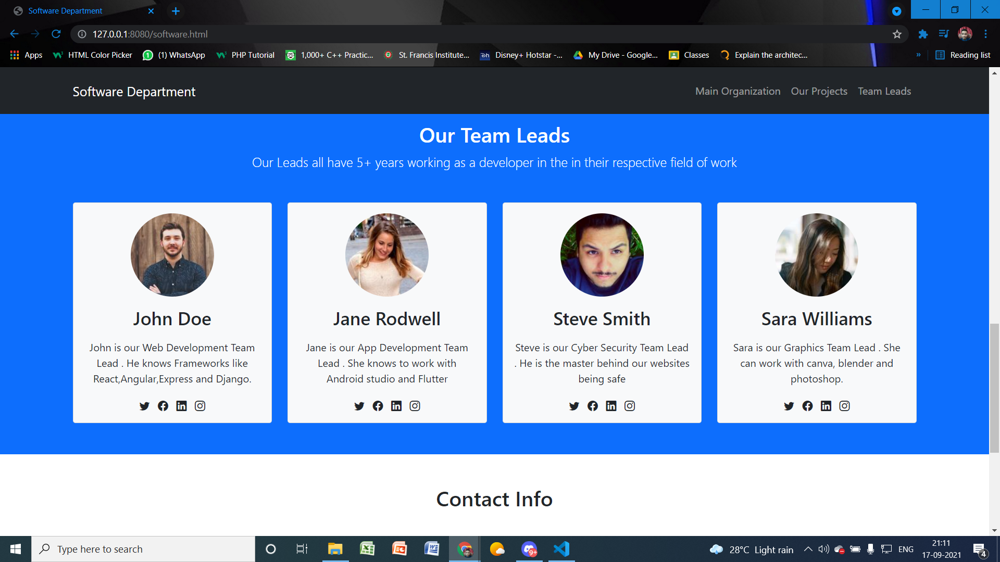 Software Department
127.0.0.1:8080/software.html
Apps
HTML Color Picker
(1) WhatsApp
PHP Tutorial
1,000+ C++ Practic...
St. Francis Institute...
Disney+ Hotstar -...
My Drive - Google...
Classes
Explain the architec...
»
Reading list
Software Department
Main Organization
Our Projects
Team Leads
Our Team Leads
Our Leads all have 5+ years working as a developer in the in their respective field of work
John Doe
John is our Web Development Team
Lead . He knows Frameworks like
React,Angular,Express and Django.
Jane Rodwell
Jane is our App Development Team
Lead . She knows to work with
Android studio and Flutter
Steve Smith
Steve is our Cyber Security Team Lead
. He is the master behind our websites
being safe
Sara Williams
Sara is our Graphics Team Lead . She
can work with canva, blender and
photoshop.
Contact Info
Type here to search
9+
28°C Light rain
ENG
21:11
17-09-2021
4